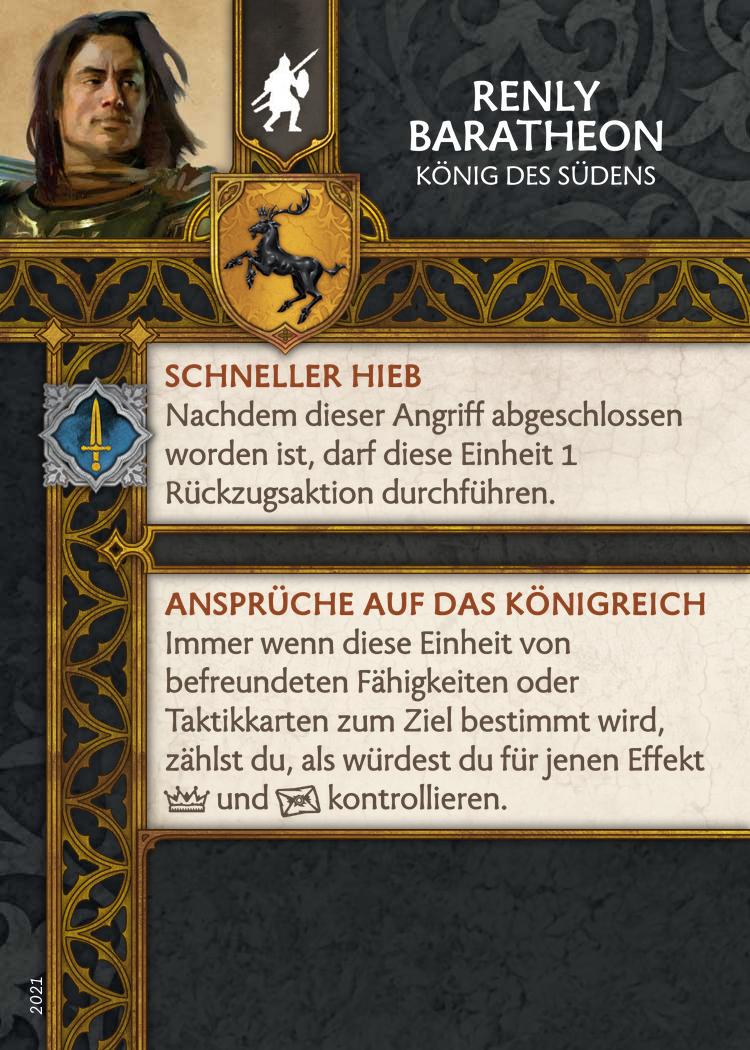 RENLY
BARATHEON
KÖNIG DES SÜDENS
SCHNELLER HIEB
Nachdem dieser Angriff abgeschlossen
worden ist, darf diese Einheit 1
Rückzugsaktion durchführen.
ANSPRÜCHE AUF DAS KÖNIGREICH
Immer wenn diese Einheit von
befreundeten Fähigkeiten oder
Taktikkarten zum Ziel bestimmt wird,
zählst du, als würdest du für jenen Effekt
und kontrollieren.
2021